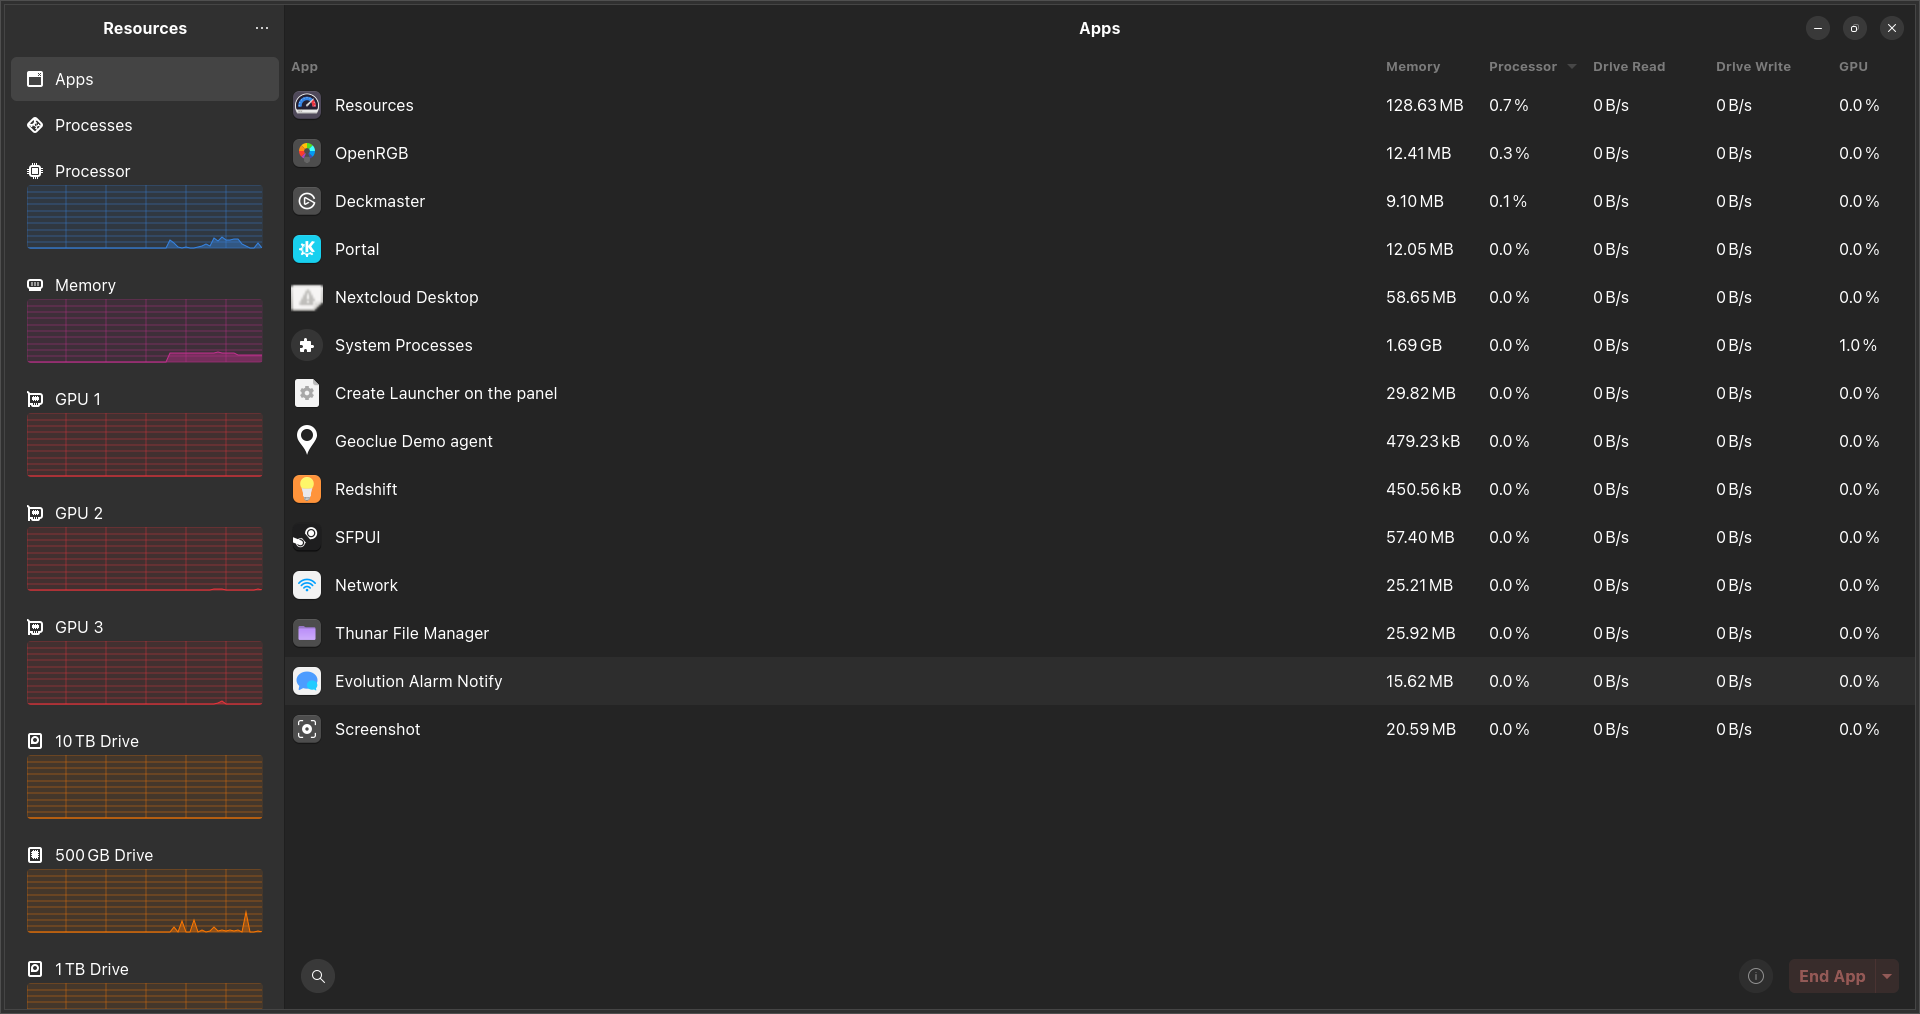 Resources
Apps
Apps
Processes
Processor
Memory
GPU 1
GPU 2
GPU 3
10 TB Drive
500 GB Drive
1 TB Drive
App Memory Processor Drive Read Drive Write GPU
Resources 128.63 MB 0.7 % 0 B/s 0 B/s 0.0 %
OpenRGB 12.41 MB 0.3 % 0 B/s 0 B/s 0.0 %
Deckmaster 9.10 MB 0.1 % 0 B/s 0 B/s 0.0 %
Portal 12.05 MB 0.0 % 0 B/s 0 B/s 0.0 %
Nextcloud Desktop 58.65 MB 0.0 % 0 B/s 0 B/s 0.0 %
System Processes 1.69 GB 0.0 % 0 B/s 0 B/s 1.0 %
Create Launcher on the panel 29.82 MB 0.0 % 0 B/s 0 B/s 0.0 %
Geoclue Demo agent 479.23 kB 0.0 % 0 B/s 0 B/s 0.0 %
Redshift 450.56 kB 0.0 % 0 B/s 0 B/s 0.0 %
SFPUI 57.40 MB 0.0 % 0 B/s 0 B/s 0.0 %
Network 25.21 MB 0.0 % 0 B/s 0 B/s 0.0 %
Thunar File Manager 25.92 MB 0.0 % 0 B/s 0 B/s 0.0 %
Evolution Alarm Notify 15.62 MB 0.0 % 0 B/s 0 B/s 0.0 %
Screenshot 20.59 MB 0.0 % 0 B/s 0 B/s 0.0 %
End App